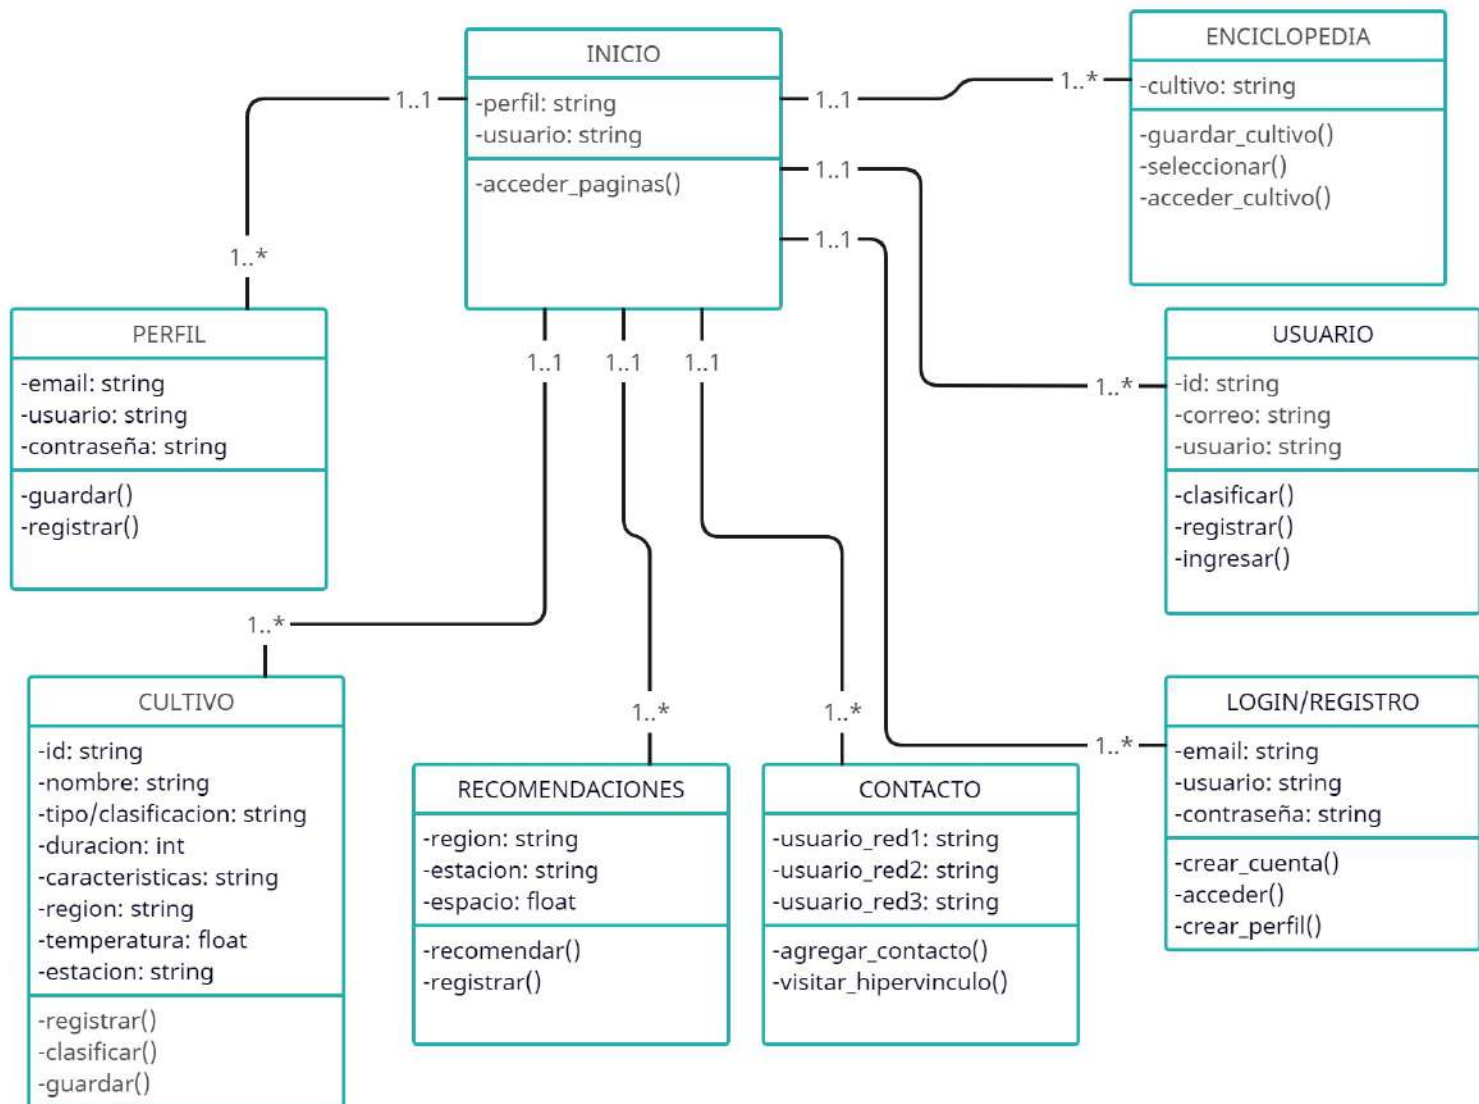 INICIO
-perfil: string
-usuario: string
-acceder_paginas()
1..1
1..*
1..1
1..*
1..1
1..*
1..1
1..*
1..1
1..*
1..1
1..*
1..1
1..*
ENCICLOPEDIA
-cultivo: string
-guardar_cultivo()
-seleccionar()
-acceder_cultivo()
PERFIL
-email: string
-usuario: string
-contraseña: string
-guardar()
-registrar()
USUARIO
-id: string
-correo: string
-usuario: string
-clasificar()
-registrar()
-ingresar()
CULTIVO
-id: string
-nombre: string
-tipo/clasificacion: string
-duracion: int
-caracteristicas: string
-region: string
-temperatura: float
-estacion: string
-registrar()
-clasificar()
-guardar()
RECOMENDACIONES
-region: string
-estacion: string
-espacio: float
-recomendar()
-registrar()
CONTACTO
-usuario_red1: string
-usuario_red2: string
-usuario_red3: string
-agregar_contacto()
-visitar_hipervinculo()
LOGIN/REGISTRO
-email: string
-usuario: string
-contraseña: string
-crear_cuenta()
-acceder()
-crear_perfil()